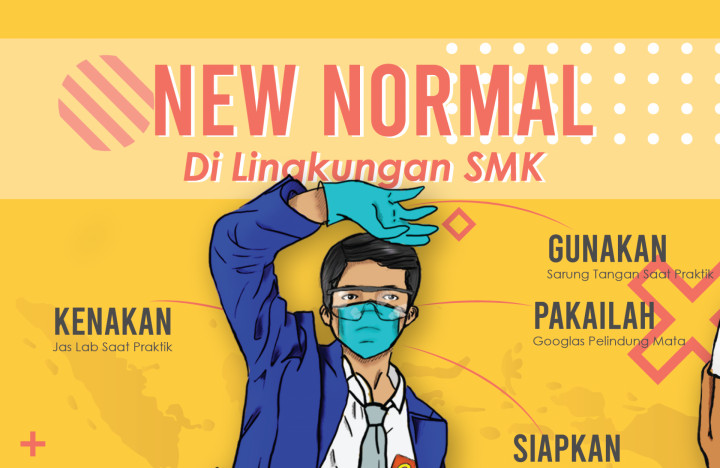 NEW NORMAL
Di Lingkungan SMK
GUNAKAN
Sarung Tangan Saat Praktik
KENAKAN
Jas Lab Saat Praktik
PAKAILAH
Googlas Pelindung Mata
SIAPKAN